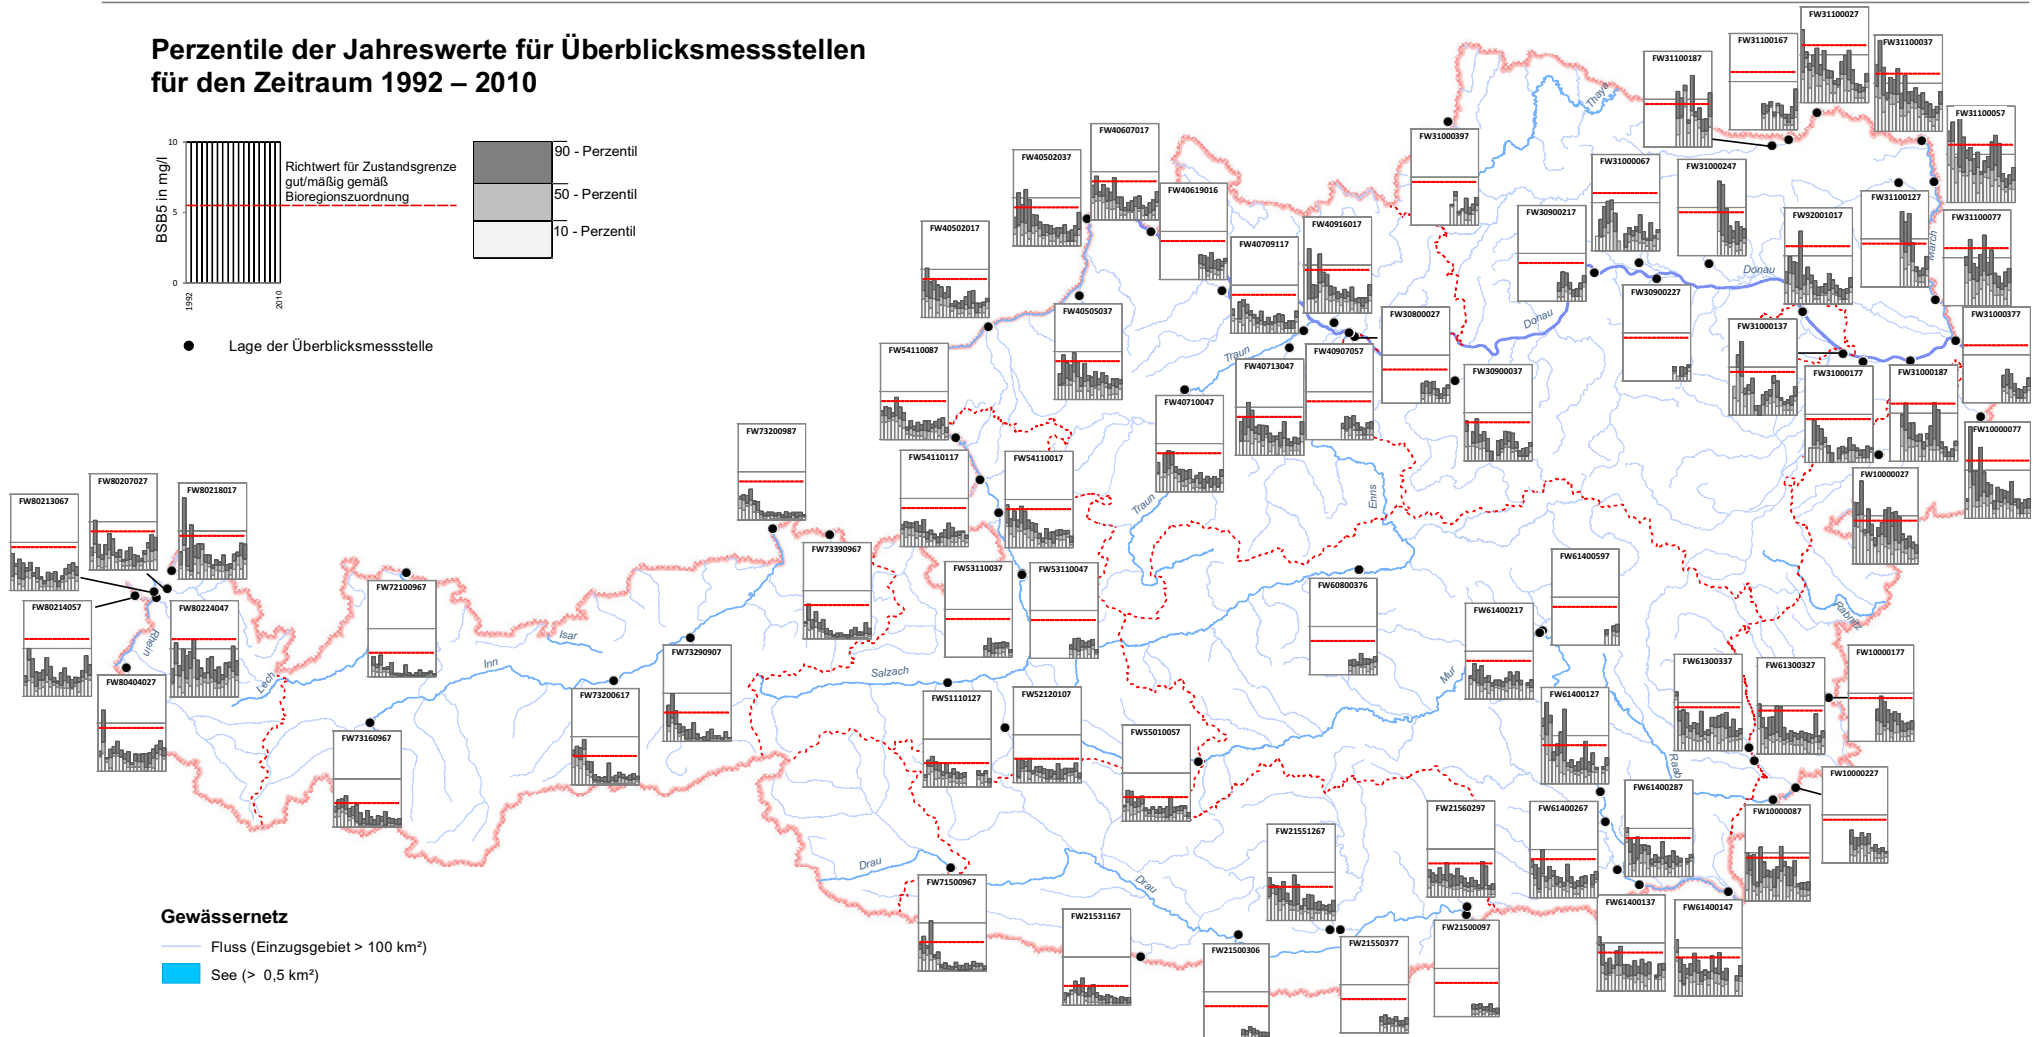 Perzentile der Jahreswerte für Überblicksmessstellen
für den Zeitraum 1992 – 2010
BSB5 in mg/l
10
5
0
1992
2010
Richtwert für Zustandsgrenze
gut/mäßig gemäß
Bioregionszuordnung
90 - Perzentil
50 - Perzentil
10 - Perzentil
Lage der Überblicksmessstelle
FW31100027
FW31100167
FW31100037
FW31100187
FW31100057
FW40607017
FW31000397
FW40502037
FW31000067
FW31000247
FW40619016
FW31100127
FW30900217
FW92001017
FW31100077
FW40502017
FW40916017
FW40709117
FW30900227
FW40505037
FW30800027
FW31000377
FW31000137
FW54110087
FW40907057
FW40713047
FW30900037
FW31000177
FW31000187
FW40710047
FW10000077
FW73200987
FW54110117
FW54110017
FW10000027
FW80207027
FW80218017
FW80213067
FW73390967
FW61400597
FW53110037
FW53110047
FW72100967
FW60800376
FW80214057
FW80224047
FW61400217
FW73290907
FW10000177
FW61300337
FW61300327
FW80404027
FW73200617
FW51110127
FW52120107
FW61400127
FW55010057
FW73160967
FW10000227
FW61400287
FW21560297
FW61400267
FW10000087
FW21551267
FW71500967
FW61400137
FW61400147
FW21531167
FW21500097
FW21550377
FW21500306
Thaya
March
Donau
Donau
Traun
Traun
Enns
Rhein
Lech
Isar
Inn
Salzach
Mur
Rabnitz
Raab
Drau
Drau
Gewässernetz
Fluss (Einzugsgebiet > 100 km²)
See (> 0,5 km²)